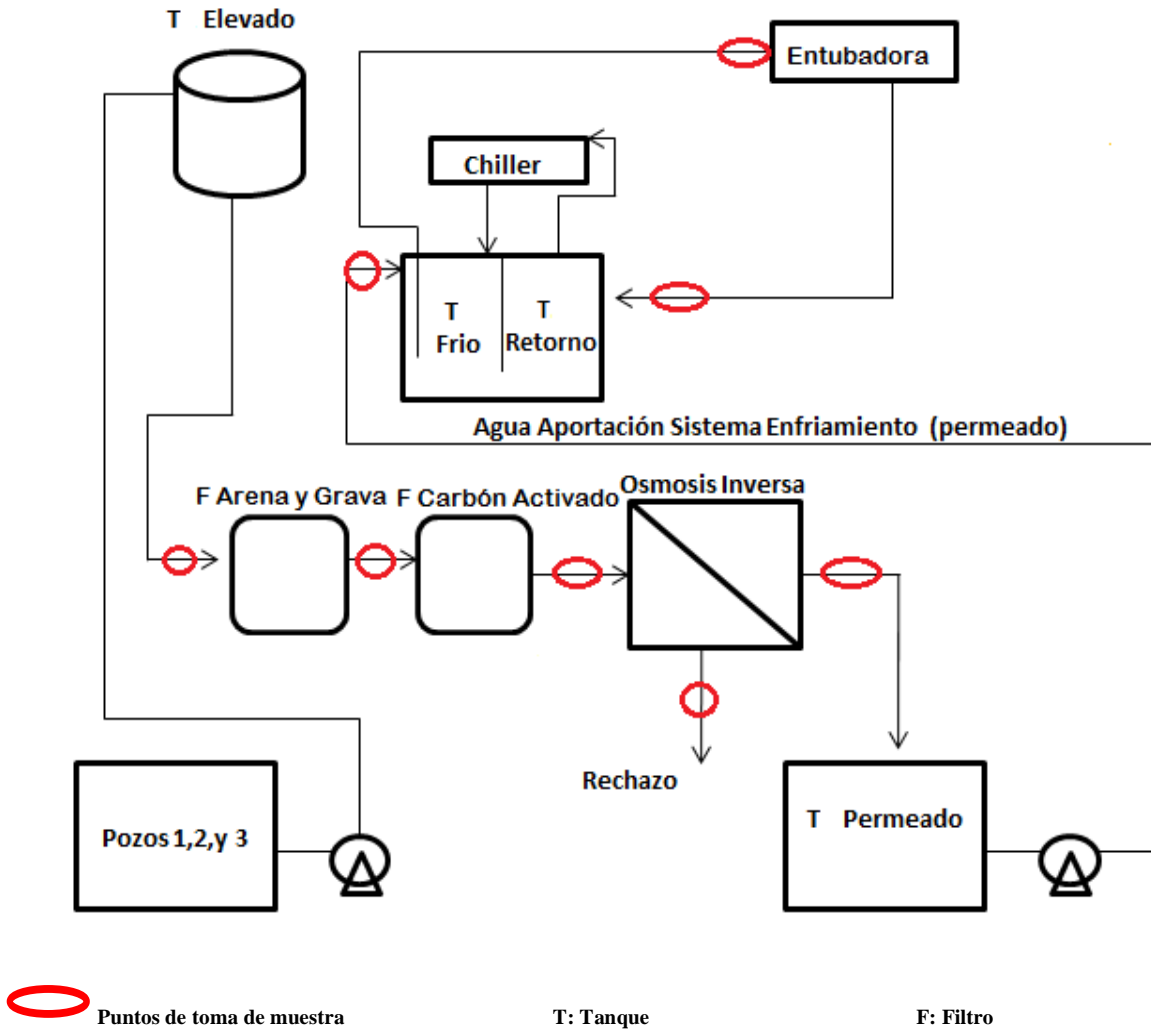 T Elevado
Entubadora
Chiller
T
Frio
T
Retorno
Agua Aportación Sistema Enfriamiento (permeado)
F Arena y Grava
F Carbón Activado
Osmosis Inversa
Rechazo
Pozos 1,2,y 3
T Permeado
Puntos de toma de muestra
T: Tanque
F: Filtro